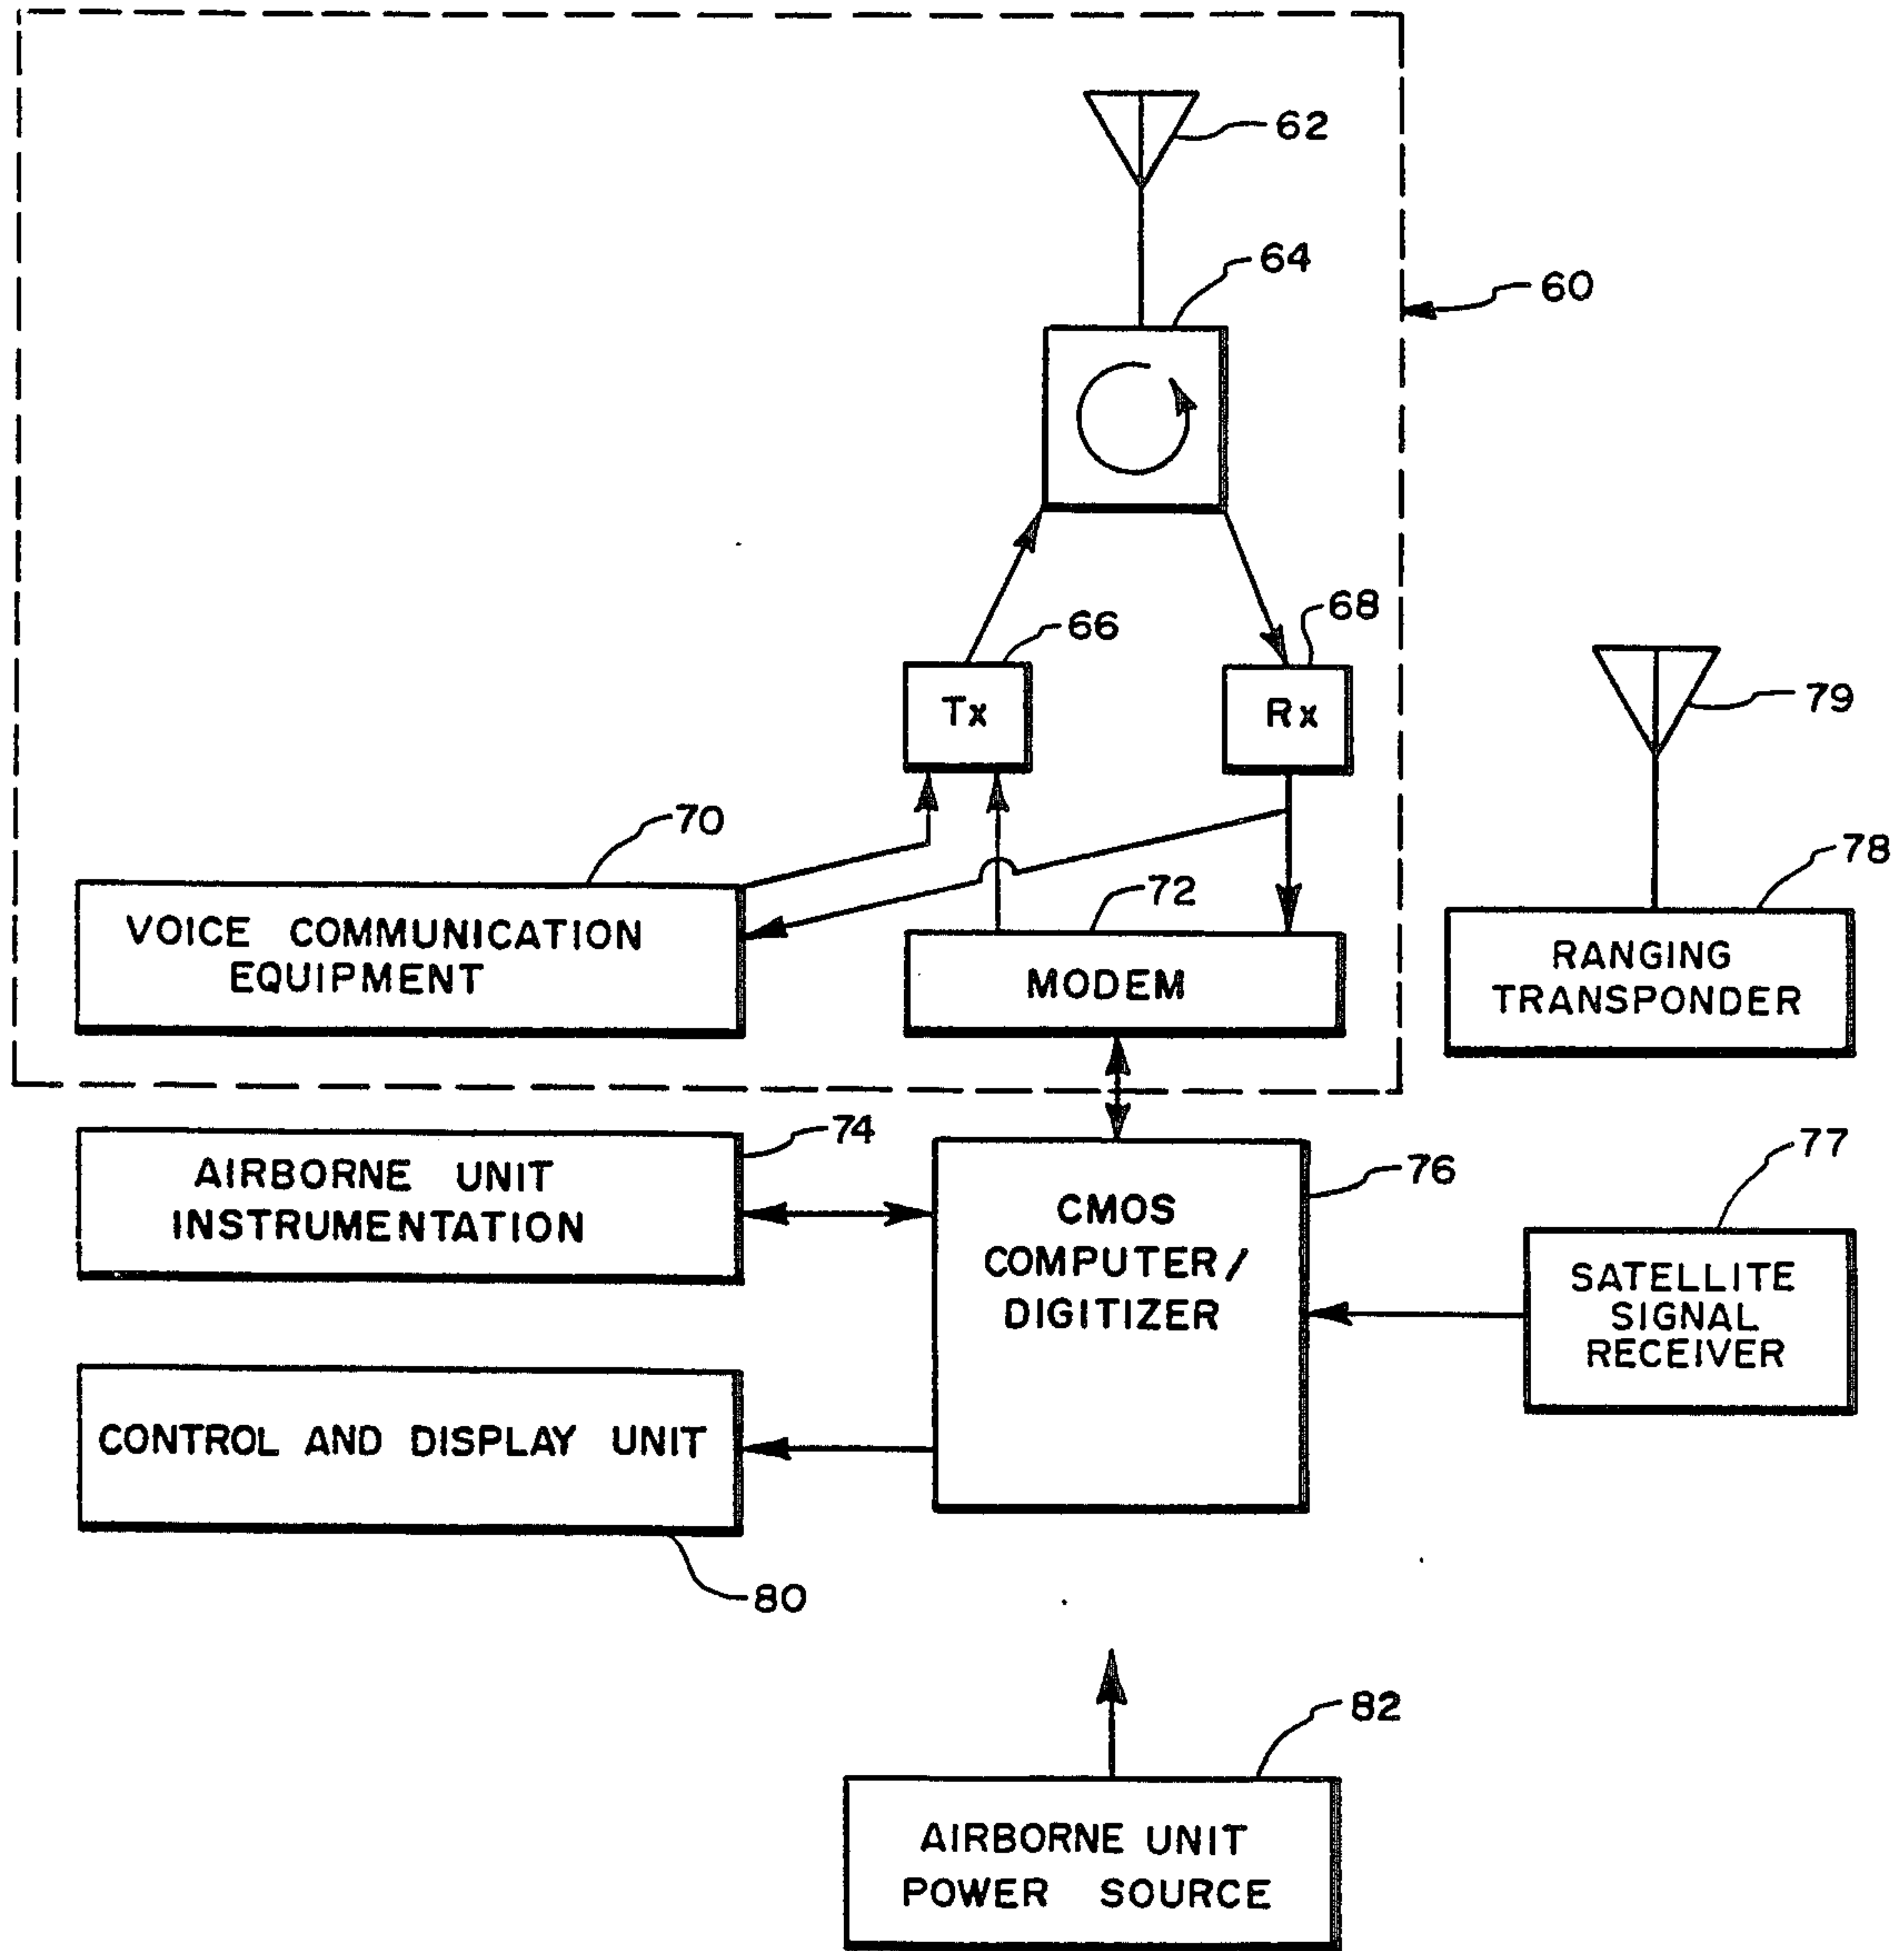 62
64
60
66
68
Tx
Rx
79
70
78
VOICE COMMUNICATION
EQUIPMENT
72
MODEM
RANGING
TRANSPONDER
74
AIRBORNE UNIT
INSTRUMENTATION
76
CMOS
COMPUTER/
DIGITIZER
77
SATELLITE
SIGNAL
RECEIVER
CONTROL AND DISPLAY UNIT
80
82
AIRBORNE UNIT
POWER SOURCE